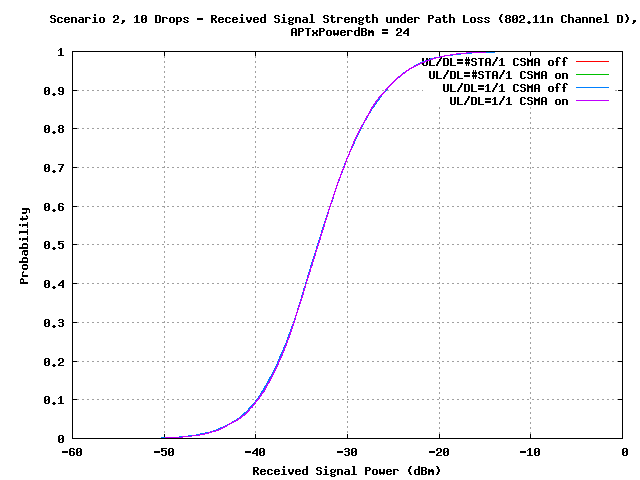 Scenario 2, 10 Drops - Received Signal Strength under Path Loss (802.11n Channel D),
APTxPowerdBm = 24
UL/DL=#STA/1 CSMA off
UL/DL=#STA/1 CSMA on
UL/DL=1/1 CSMA off
UL/DL=1/1 CSMA on
1
0.9
0.8
0.7
0.6
0.5
0.4
0.3
0.2
0.1
0
Probability
-60
-50
-40
-30
-20
-10
0
Received Signal Power (dBm)